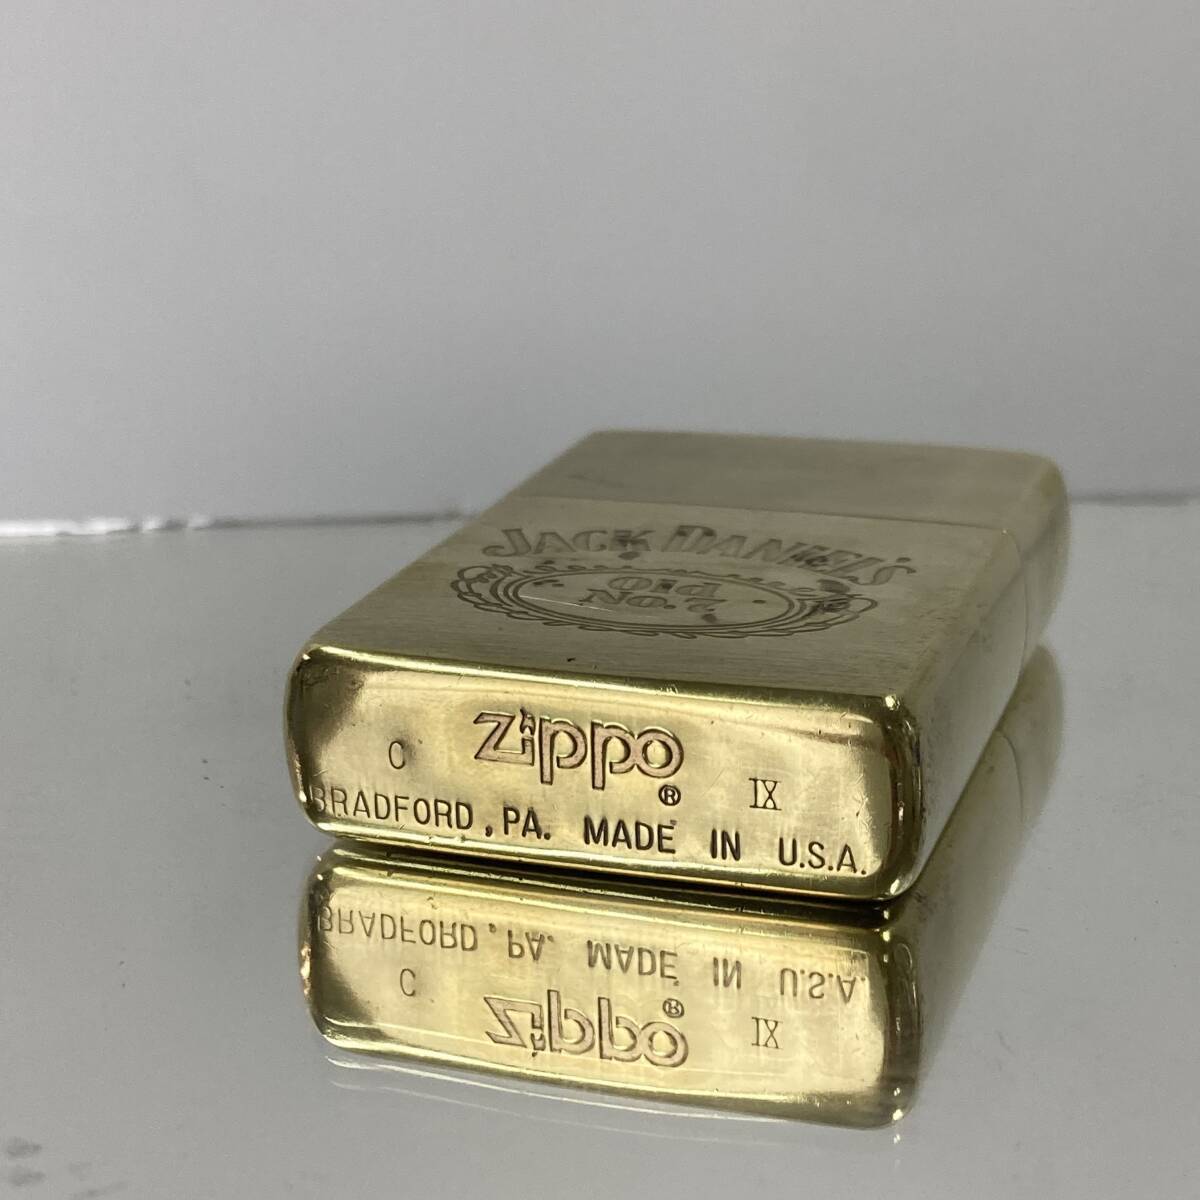 JACK DANIEL'S
Old
No. 7
zippo
®
C
IX
BRADFORD, PA. MADE IN U.S.A.